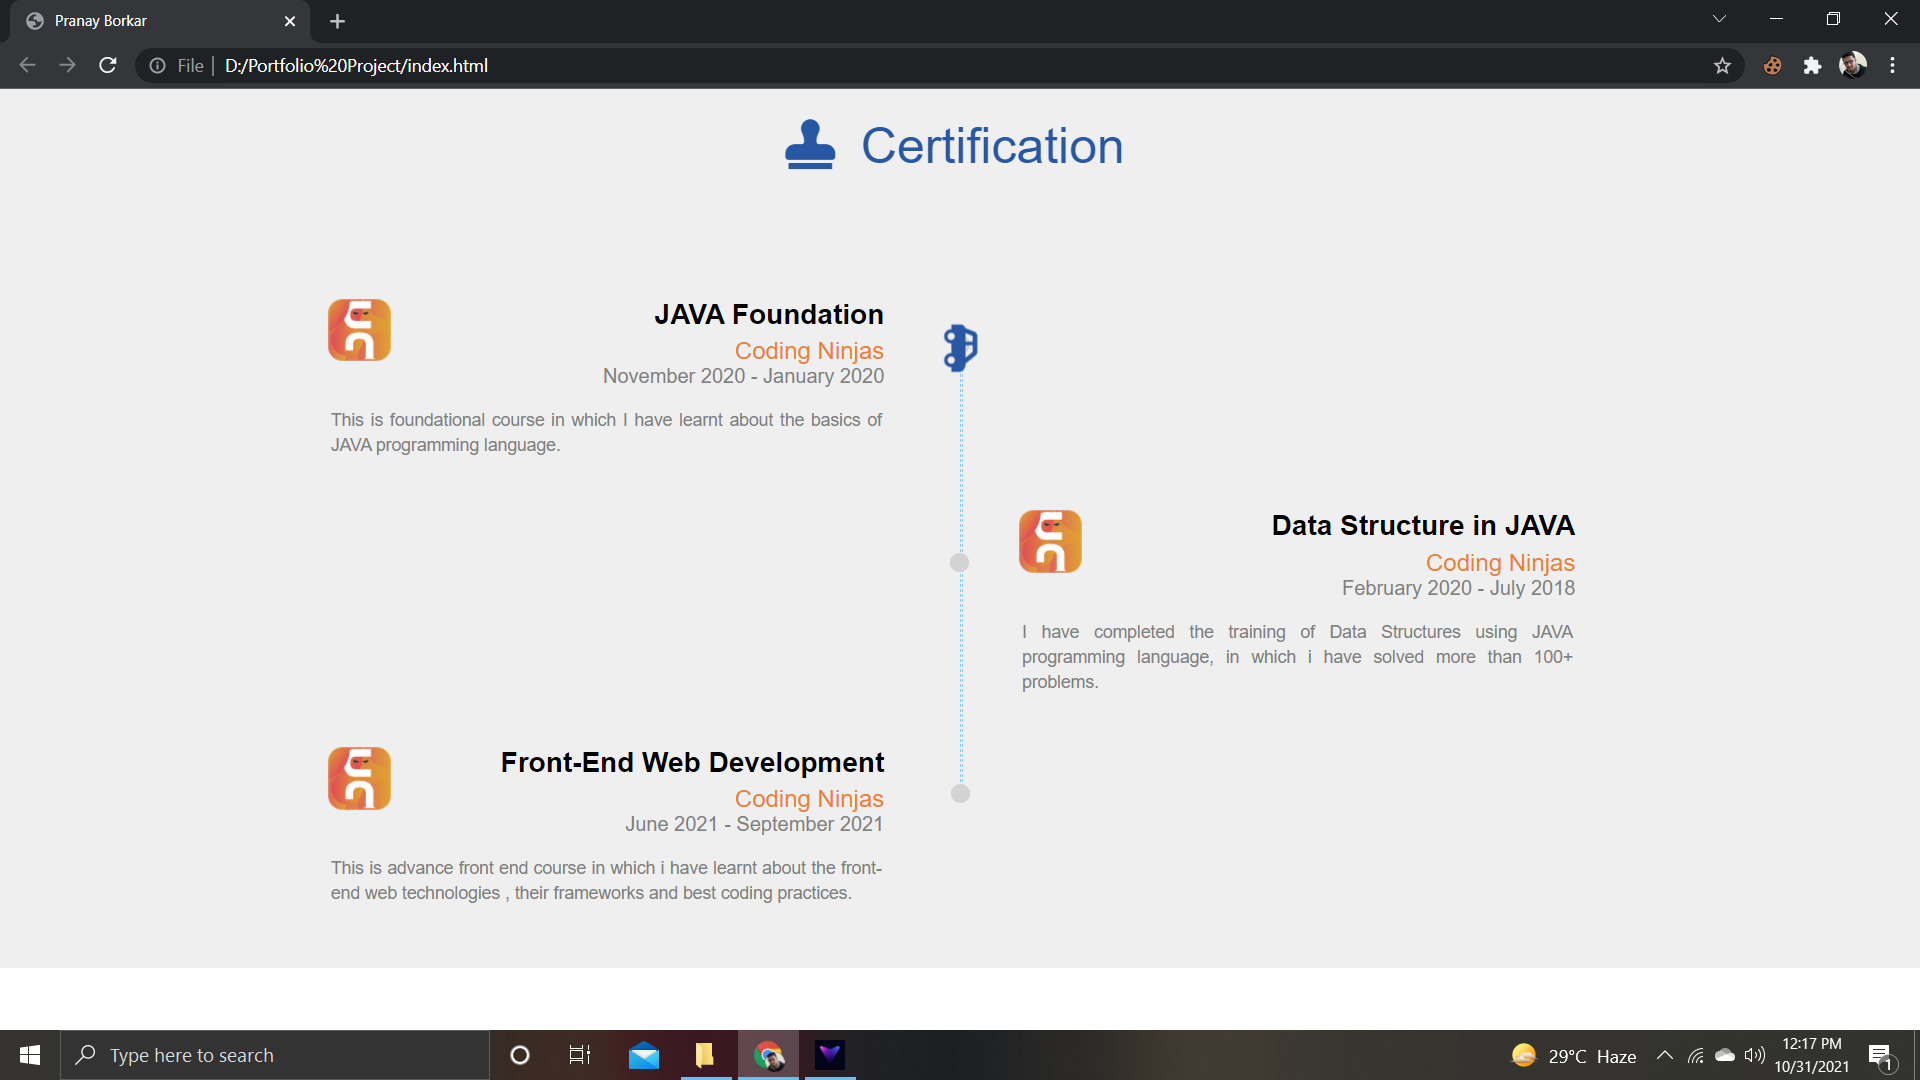 Pranay Borkar
File
D:/Portfolio%20Project/index.html
Certification
JAVA Foundation
Coding Ninjas
November 2020 - January 2020
This is foundational course in which I have learnt about the basics of
JAVA programming language.
Data Structure in JAVA
Coding Ninjas
February 2020 - July 2018
I have completed the training of Data Structures using JAVA
programming language, in which i have solved more than 100+
problems.
Front-End Web Development
Coding Ninjas
June 2021 - September 2021
This is advance front end course in which i have learnt about the front-
end web technologies , their frameworks and best coding practices.
Type here to search
29°C Haze
12:17 PM
10/31/2021
1